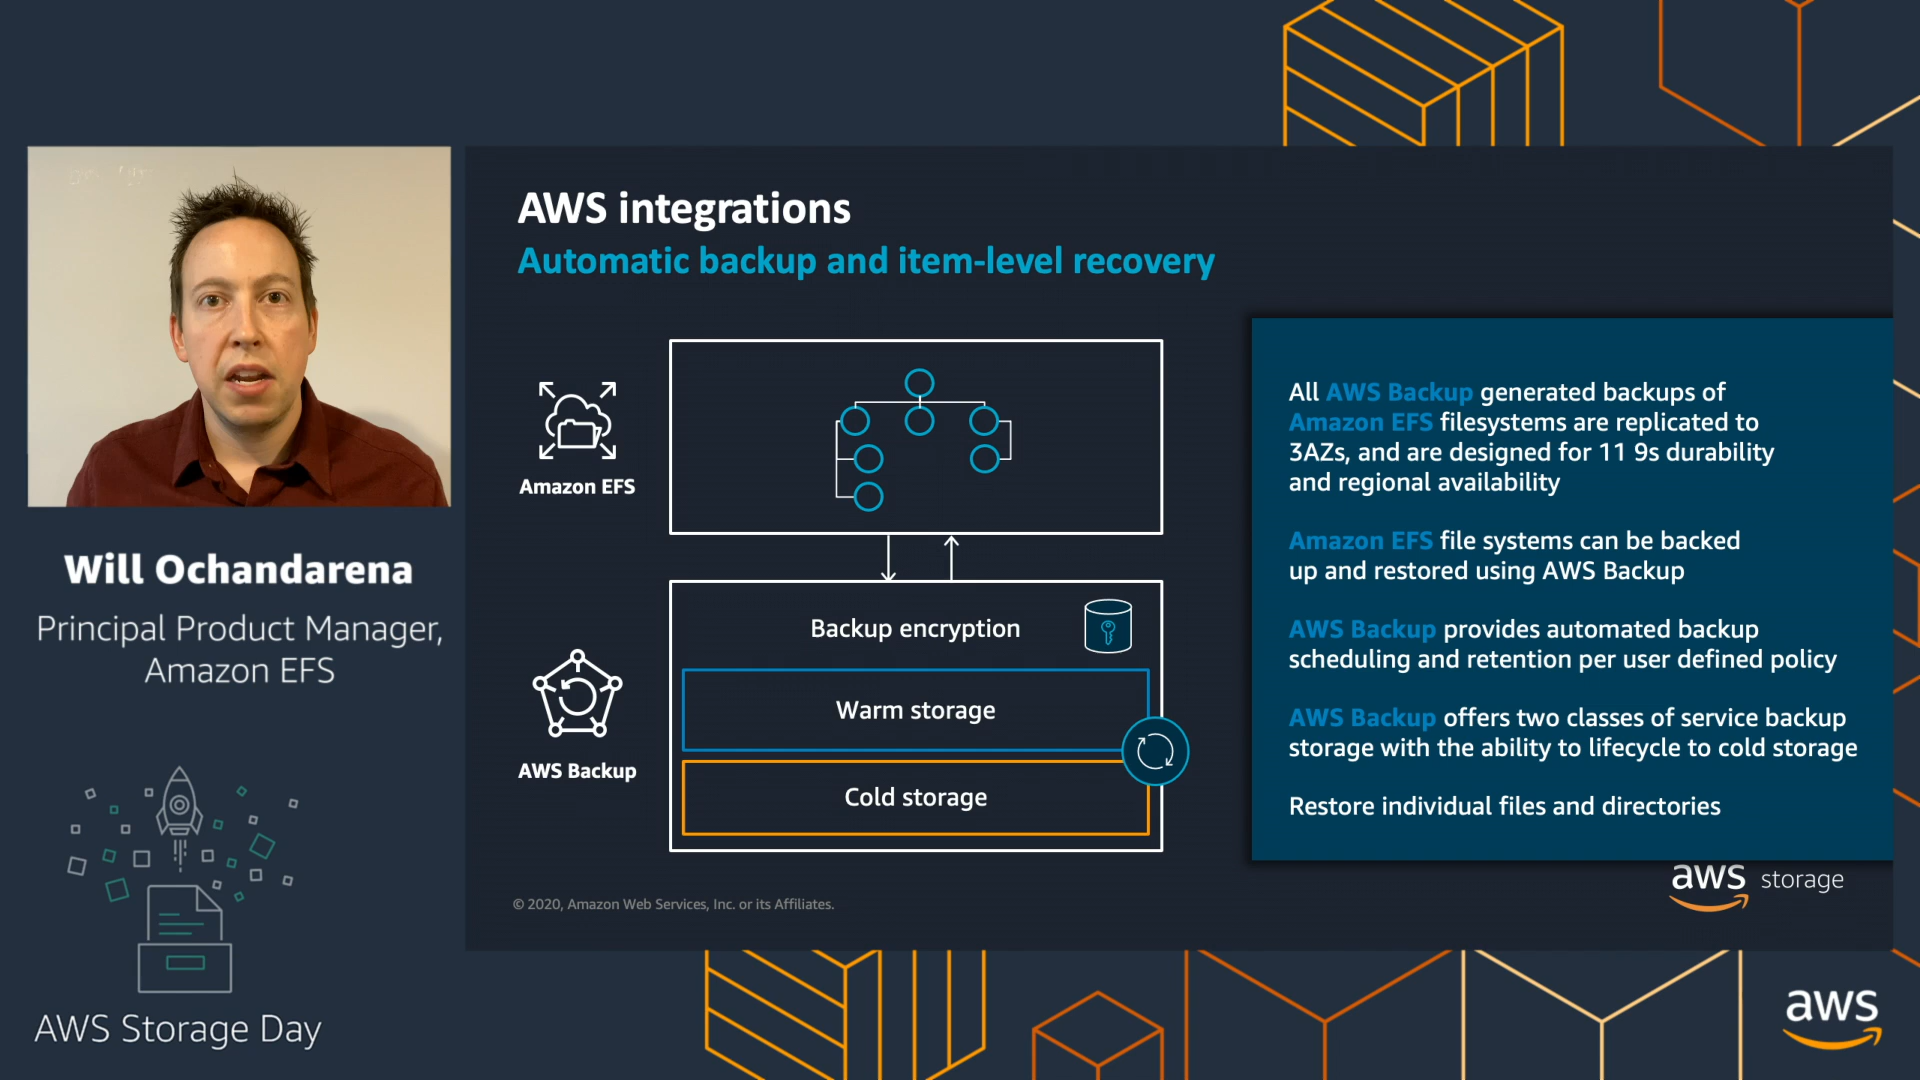 AWS integrations
Automatic backup and item-level recovery
Amazon EFS
Backup encryption
Warm storage
Cold storage
AWS Backup
All AWS Backup generated backups of
Amazon EFS filesystems are replicated to
3AZs, and are designed for 11 9s durability
and regional availability
Amazon EFS file systems can be backed
up and restored using AWS Backup
AWS Backup provides automated backup
scheduling and retention per user defined policy
AWS Backup offers two classes of service backup
storage with the ability to lifecycle to cold storage
Restore individual files and directories
© 2020, Amazon Web Services, Inc. or its Affiliates.
aws storage
Will Ochandarena
Principal Product Manager,
Amazon EFS
AWS Storage Day
aws